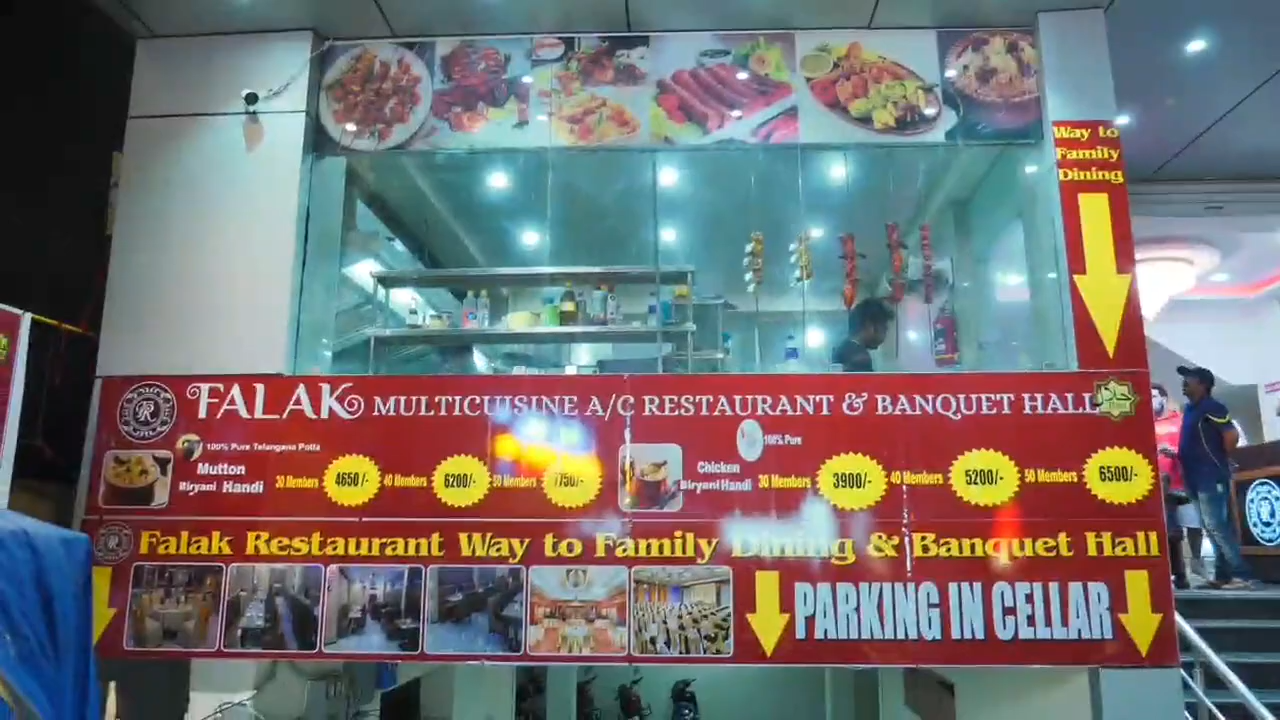 Way to
Family
Dining
FALAK MULTICUISINE A/C RESTAURANT & BANQUET HALL
100% Pure Telangana Potta
Mutton
Biryani Handi
30 Members 4650/- 40 Members 6200/- 50 Members 7750/-
100% Pure
Chicken
Biryani Handi
30 Members 3900/- 40 Members 5200/- 50 Members 6500/-
Falak Restaurant Way to Family Dining & Banquet Hall
PARKING IN CELLAR